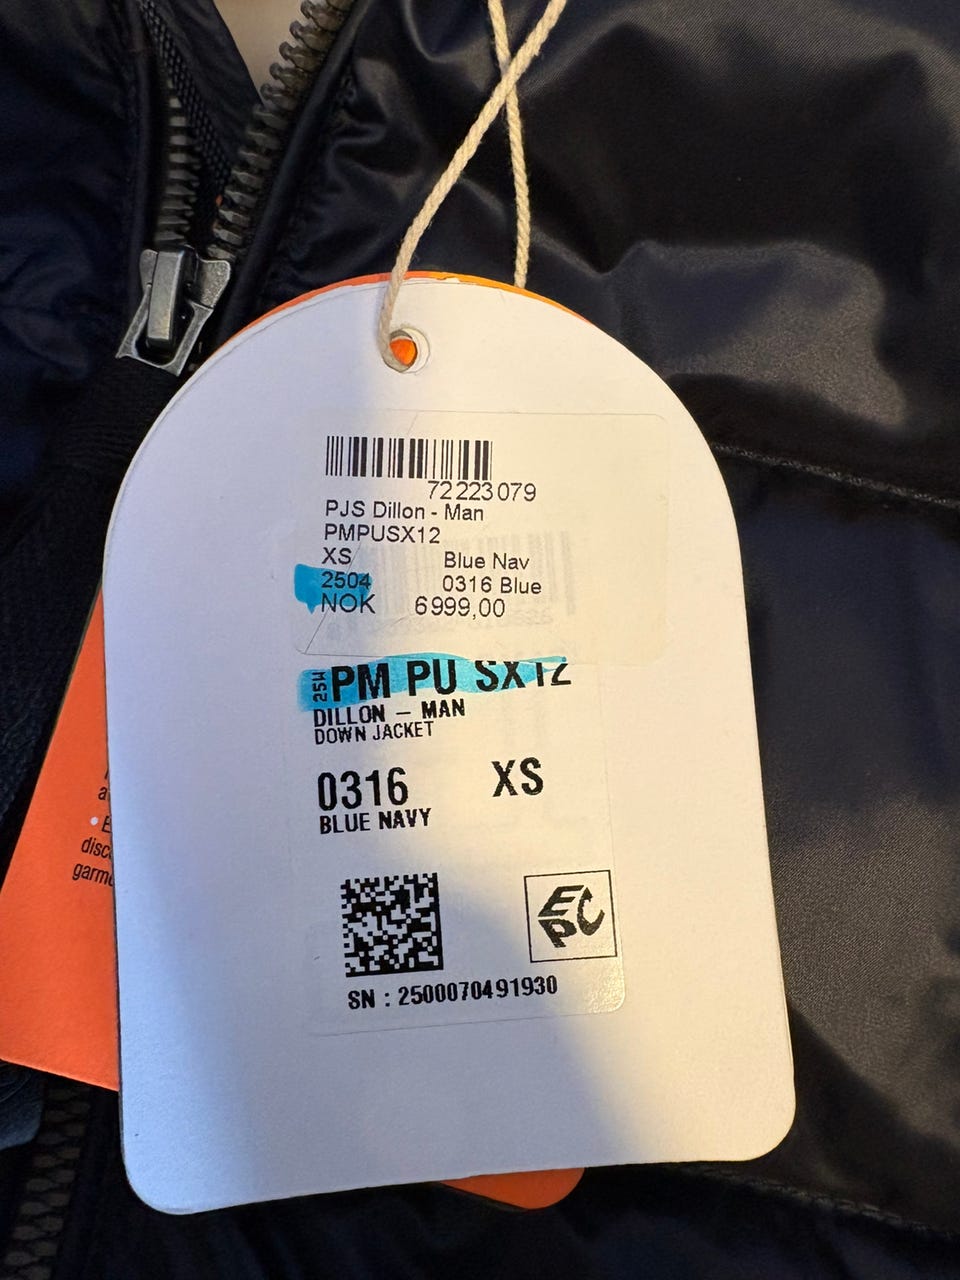 72223079
PJS Dillon - Man
PMPUSX12
XS Blue Nav
2504 0316 Blue
NOK 6999,00
25W PM PU SX12
DILLON – MAN
DOWN JACKET
0316 XS
BLUE NAVY
EPC
SN : 2500070491930
garme